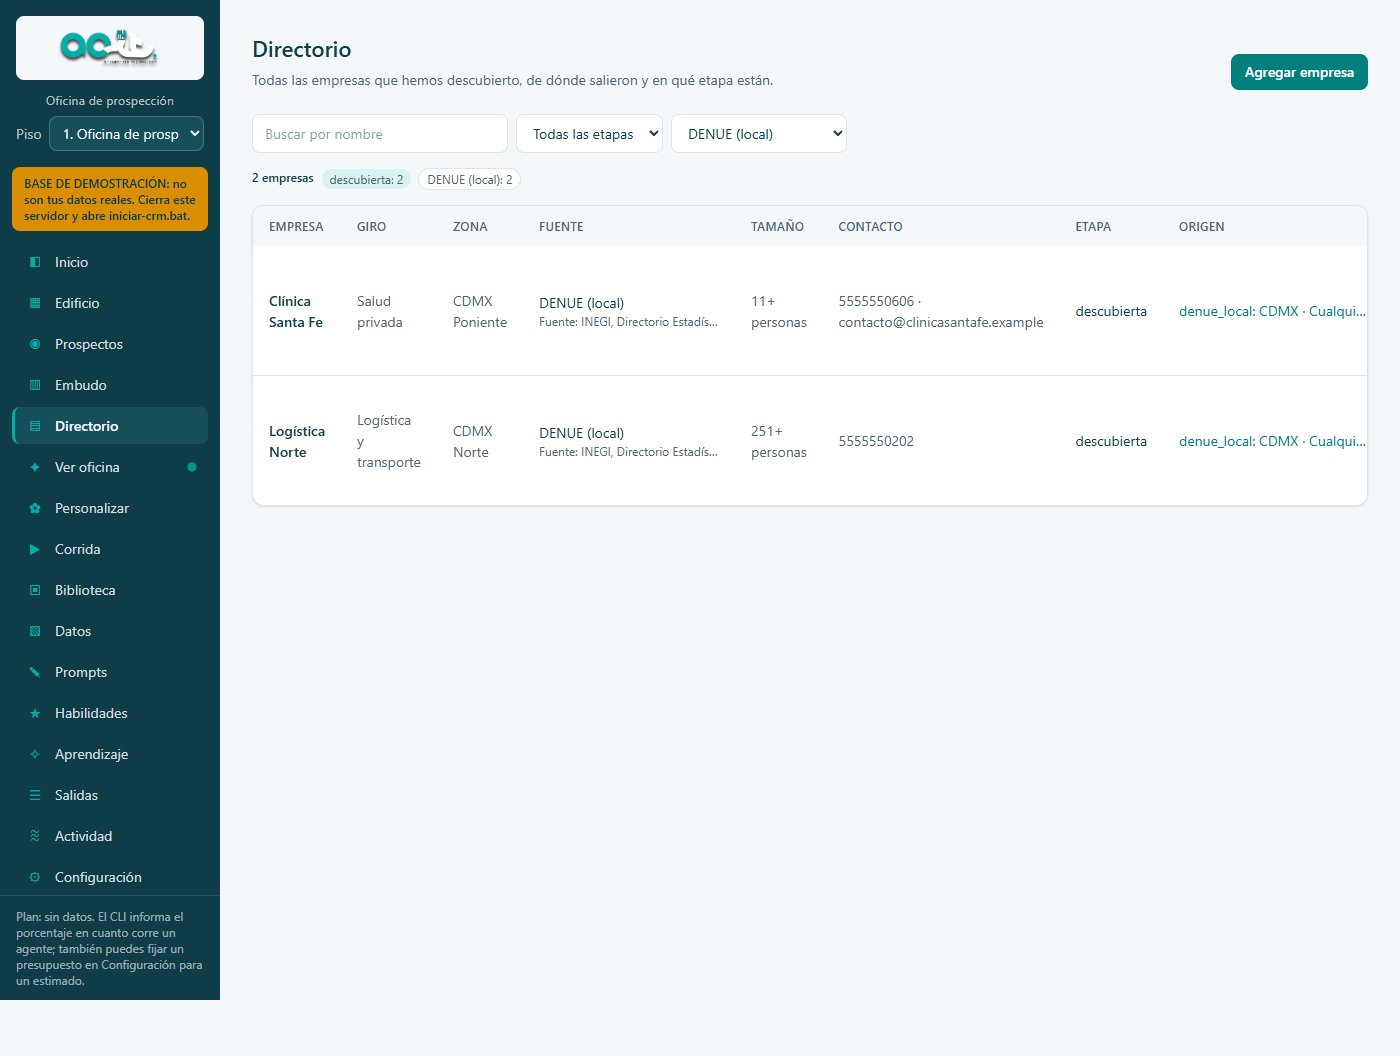 Oficina de prospección
Piso
1. Oficina de prosp
BASE DE DEMOSTRACIÓN: no
son tus datos reales. Cierra este
servidor y abre iniciar-crm.bat.
Inicio
Edificio
Prospectos
Embudo
Directorio
Ver oficina
Personalizar
Corrida
Biblioteca
Datos
Prompts
Habilidades
Aprendizaje
Salidas
Actividad
Configuración
Plan: sin datos. El CLI informa el
porcentaje en cuanto corre un
agente; también puedes fijar un
presupuesto en Configuración para
un estimado.
Directorio
Todas las empresas que hemos descubierto, de dónde salieron y en qué etapa están.
Agregar empresa
Buscar por nombre
Todas las etapas
DENUE (local)
2 empresas
descubierta: 2
DENUE (local): 2
EMPRESA GIRO ZONA FUENTE TAMAÑO CONTACTO ETAPA ORIGEN
Clínica
Santa Fe
Salud
privada
CDMX
Poniente
DENUE (local)
Fuente: INEGI, Directorio Estadís...
11+
personas
5555550606 ·
contacto@clinicasantafe.example
descubierta
denue_local: CDMX · Cualqui...
Logística
Norte
Logística
y
transporte
CDMX
Norte
DENUE (local)
Fuente: INEGI, Directorio Estadís...
251+
personas
5555550202
descubierta
denue_local: CDMX · Cualqui...